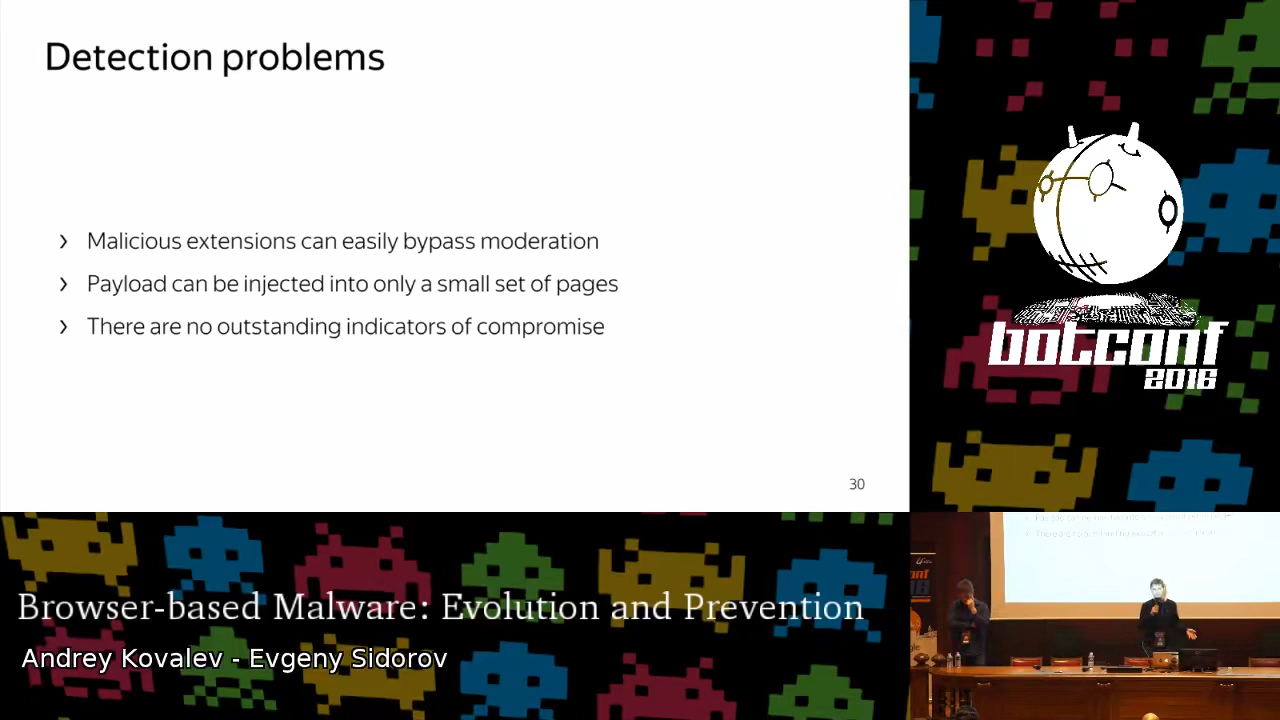 Detection problems
› Malicious extensions can easily bypass moderation
› Payload can be injected into only a small set of pages
› There are no outstanding indicators of compromise
30
botconf
2016
Browser-based Malware: Evolution and Prevention
Andrey Kovalev - Evgeny Sidorov